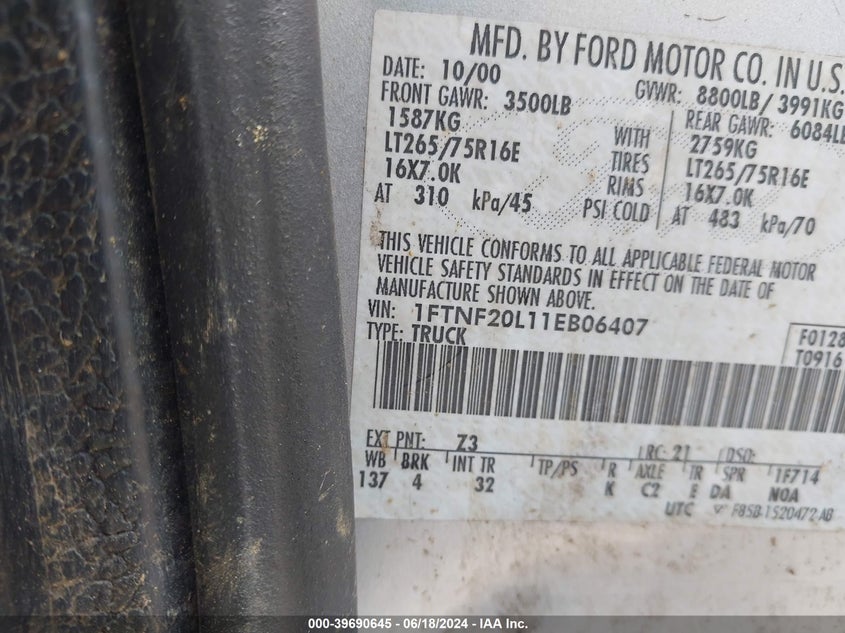 MFD. BY FORD MOTOR CO. IN U.S.
DATE: 10/00 GVWR: 8800LB/ 3991KG
FRONT GAWR: 3500LB REAR GAWR: 6084LB
1587KG WITH 2759KG
LT265/75R16E TIRES LT265/75R16E
16X7.0K RIMS 16X7.0K
AT 310 kPa/45 PSI COLD AT 483 kPa/70
THIS VEHICLE CONFORMS TO ALL APPLICABLE FEDERAL MOTOR
VEHICLE SAFETY STANDARDS IN EFFECT ON THE DATE OF
MANUFACTURE SHOWN ABOVE.
VIN: 1FTNF20L11EB06407
TYPE: TRUCK F0128
T0916
EXT PNT: Z3 RC: 21 DSO:
WB BRK INT TR TP/PS R AXLE TR SPR 1F714
137 4 32 K C2 E DA NOA
UTC F85B-1520472-AB
000-39690645 - 06/18/2024 - IAA Inc.